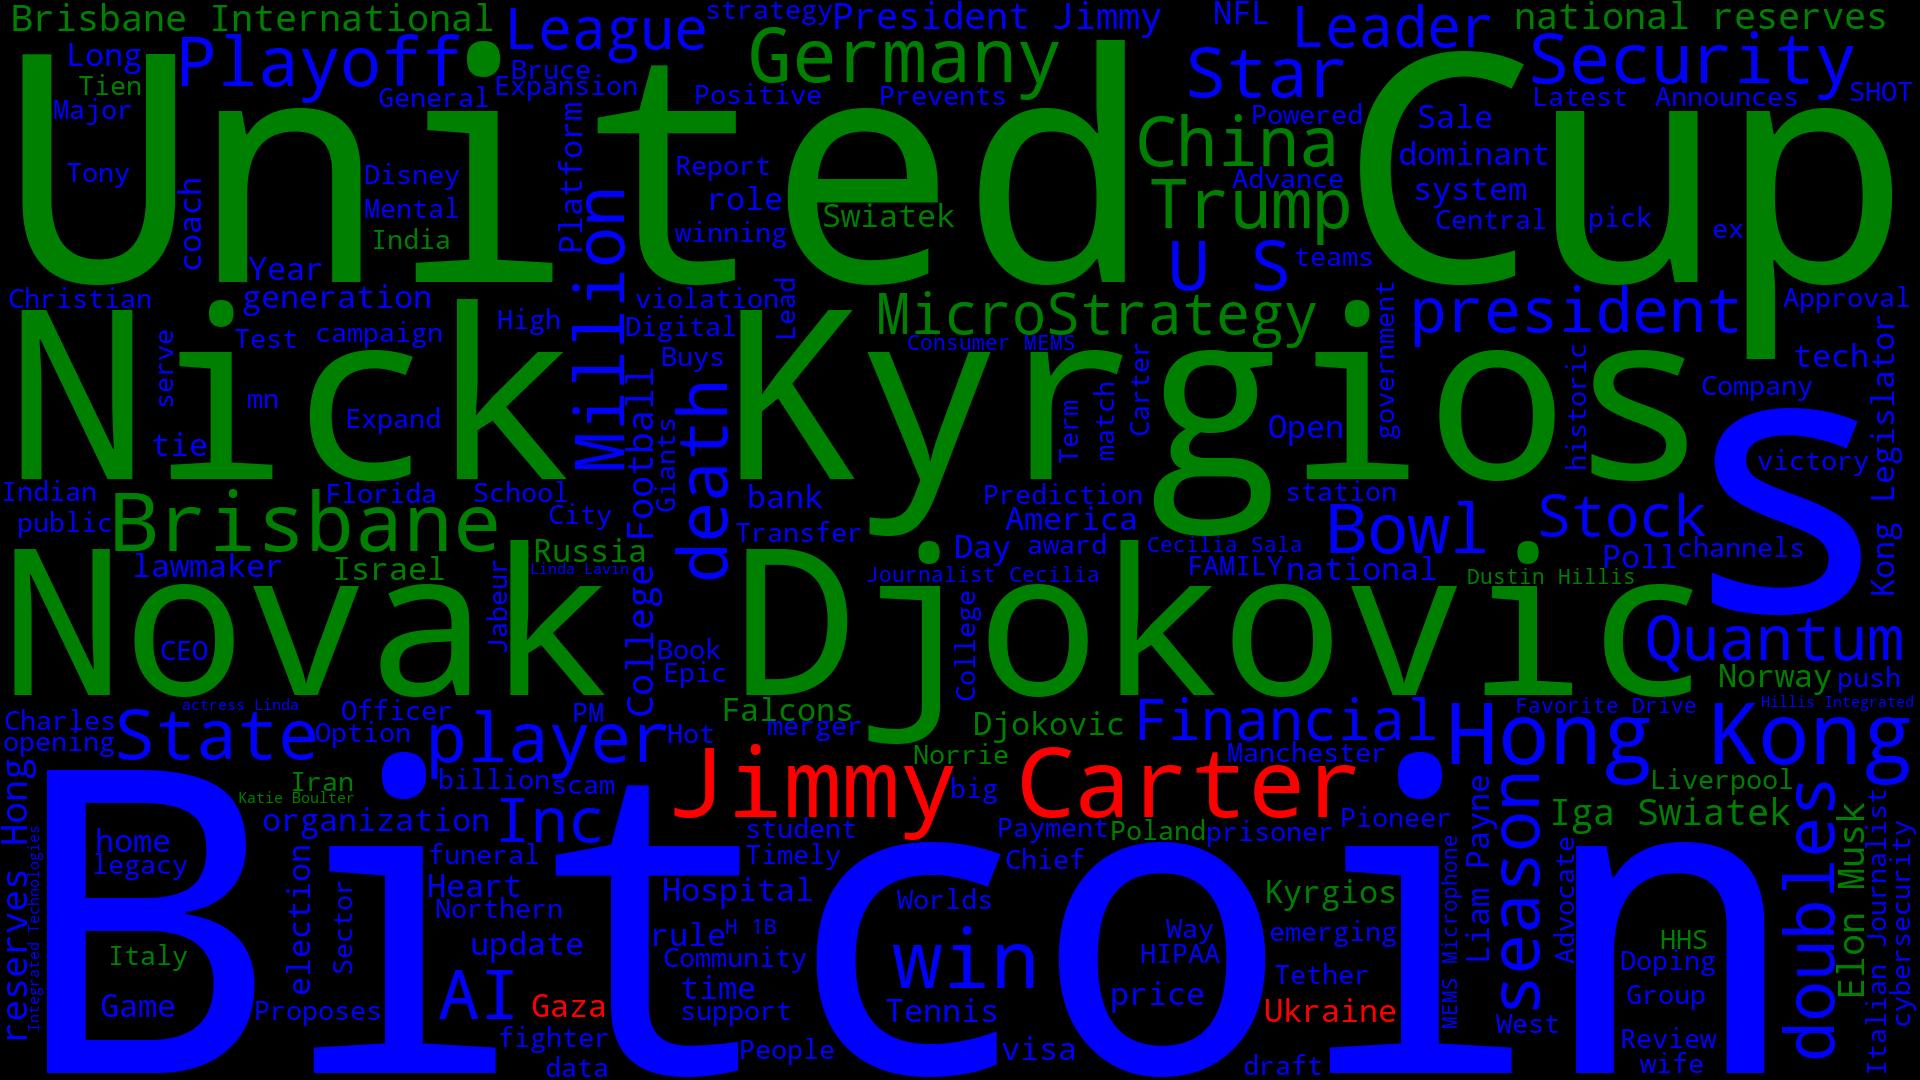 Brisbane International
League
strategy
President Jimmy
NFL
Leader
national reserves
Long
Playoff
Germany
Star
Security
Tien
Bruce
Expansion
General
Positive
Prevents
Latest
Announces
SHOT
Major
Powered
Sale
United Cup
Platform
China
dominant
Tony
coach
Disney
Report
Advance
system
Mental
role
Trump
Central
pick
ex
India
winning
Swiatek
Million
U S
teams
Year
Christian
generation
violation
Lead
MicroStrategy
government
president
Approval
Test
campaign
High
Digital
Consumer MEMS
serve
Buys
Carter
historic
tech
Kong Legislator
Nick Kyrgios
s
Company
mn
Expand
Football
death
Term
match
Open
tie
Giants
victory
Indian
Florida
School
bank
Prediction
station
public
Brisbane
City
Transfer
America
Bowl
Stock
lawmaker
Israel
Russia
Day
award
Cecilia Sala
Poll
channels
Linda Lavin
Journalist Cecilia
FAMILY
national
Dustin Hillis
Novak Djokovic
Jabeur
College
College
CEO
Book
Epic
Quantum
Norway
push
actress Linda
Charles
State
Officer
PM
Falcons
Djokovic
Financial
Favorite Drive
Hillis Integrated
opening
Option
player
Hot
merger
Norrie
Manchester
Hong Kong
Iran
billion
scam
Jimmy Carter
big
Liverpool
Katie Boulter
organization
Inc
student
Payment
Poland
prisoner
Pioneer
Iga Swiatek
reserves Hong
Bitcoin
home
legacy
election
funeral
Timely
Chief
season
doubles
Elon Musk
Heart
Hospital
Worlds
Kyrgios
Liam Payne
Advocate
Italian Journalist
cybersecurity
Integrated Technologies
Sector
Northern
rule
H 1B
Way
emerging
MEMS Microphone
HHS
Italy
update
Community
win
HIPAA
Tether
Doping
Game
Proposes
AI
Gaza
time
support
Tennis
price
Ukraine
Group
West
fighter
People
visa
Review
data
draft
wife